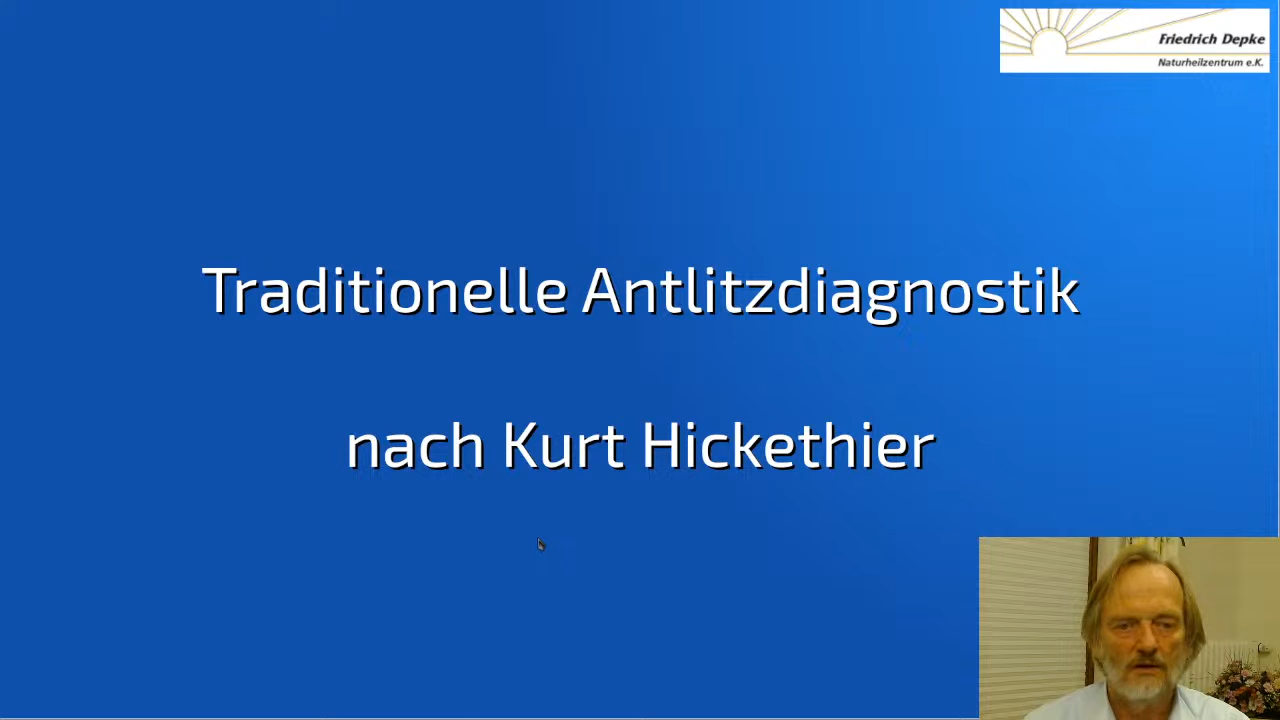 Friedrich Depke
Naturheilzentrum e.K.
Traditionelle Antlitzdiagnostik
nach Kurt Hickethier